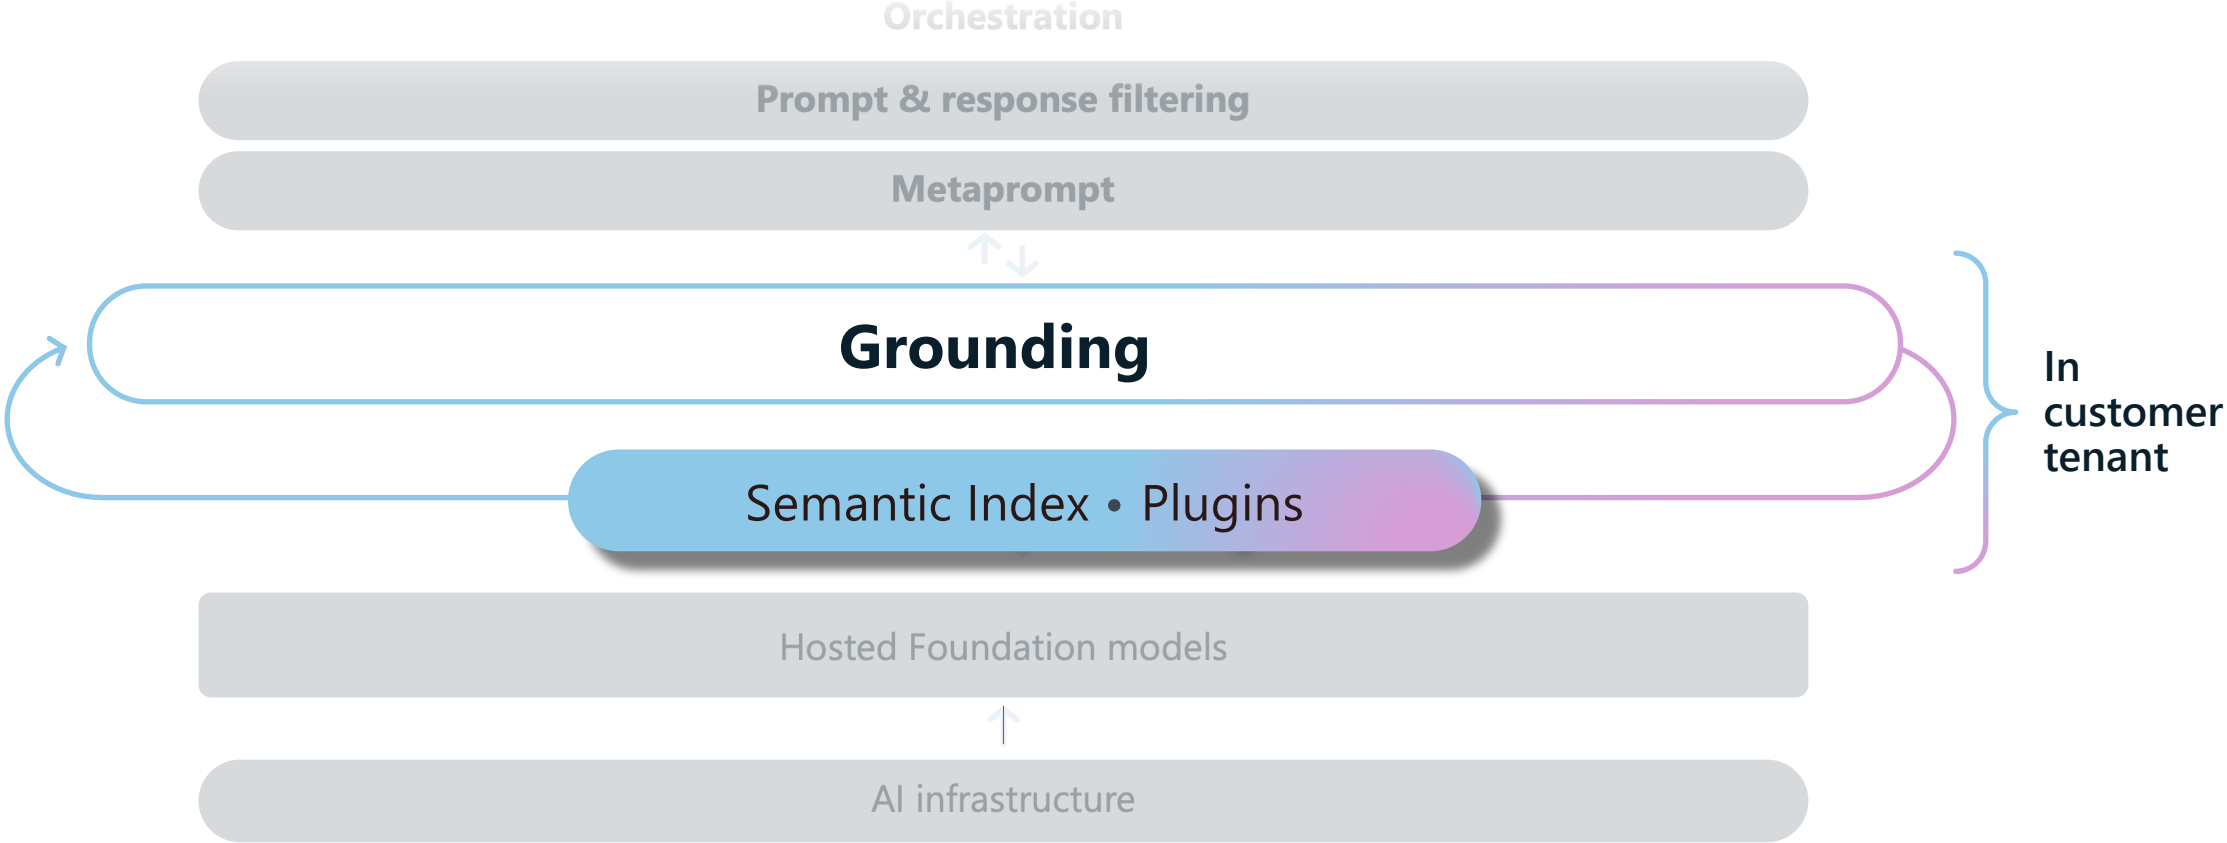 Orchestration
Prompt & response filtering
Metaprompt
Grounding
In
customer
tenant
Semantic Index • Plugins
Hosted Foundation models
AI infrastructure